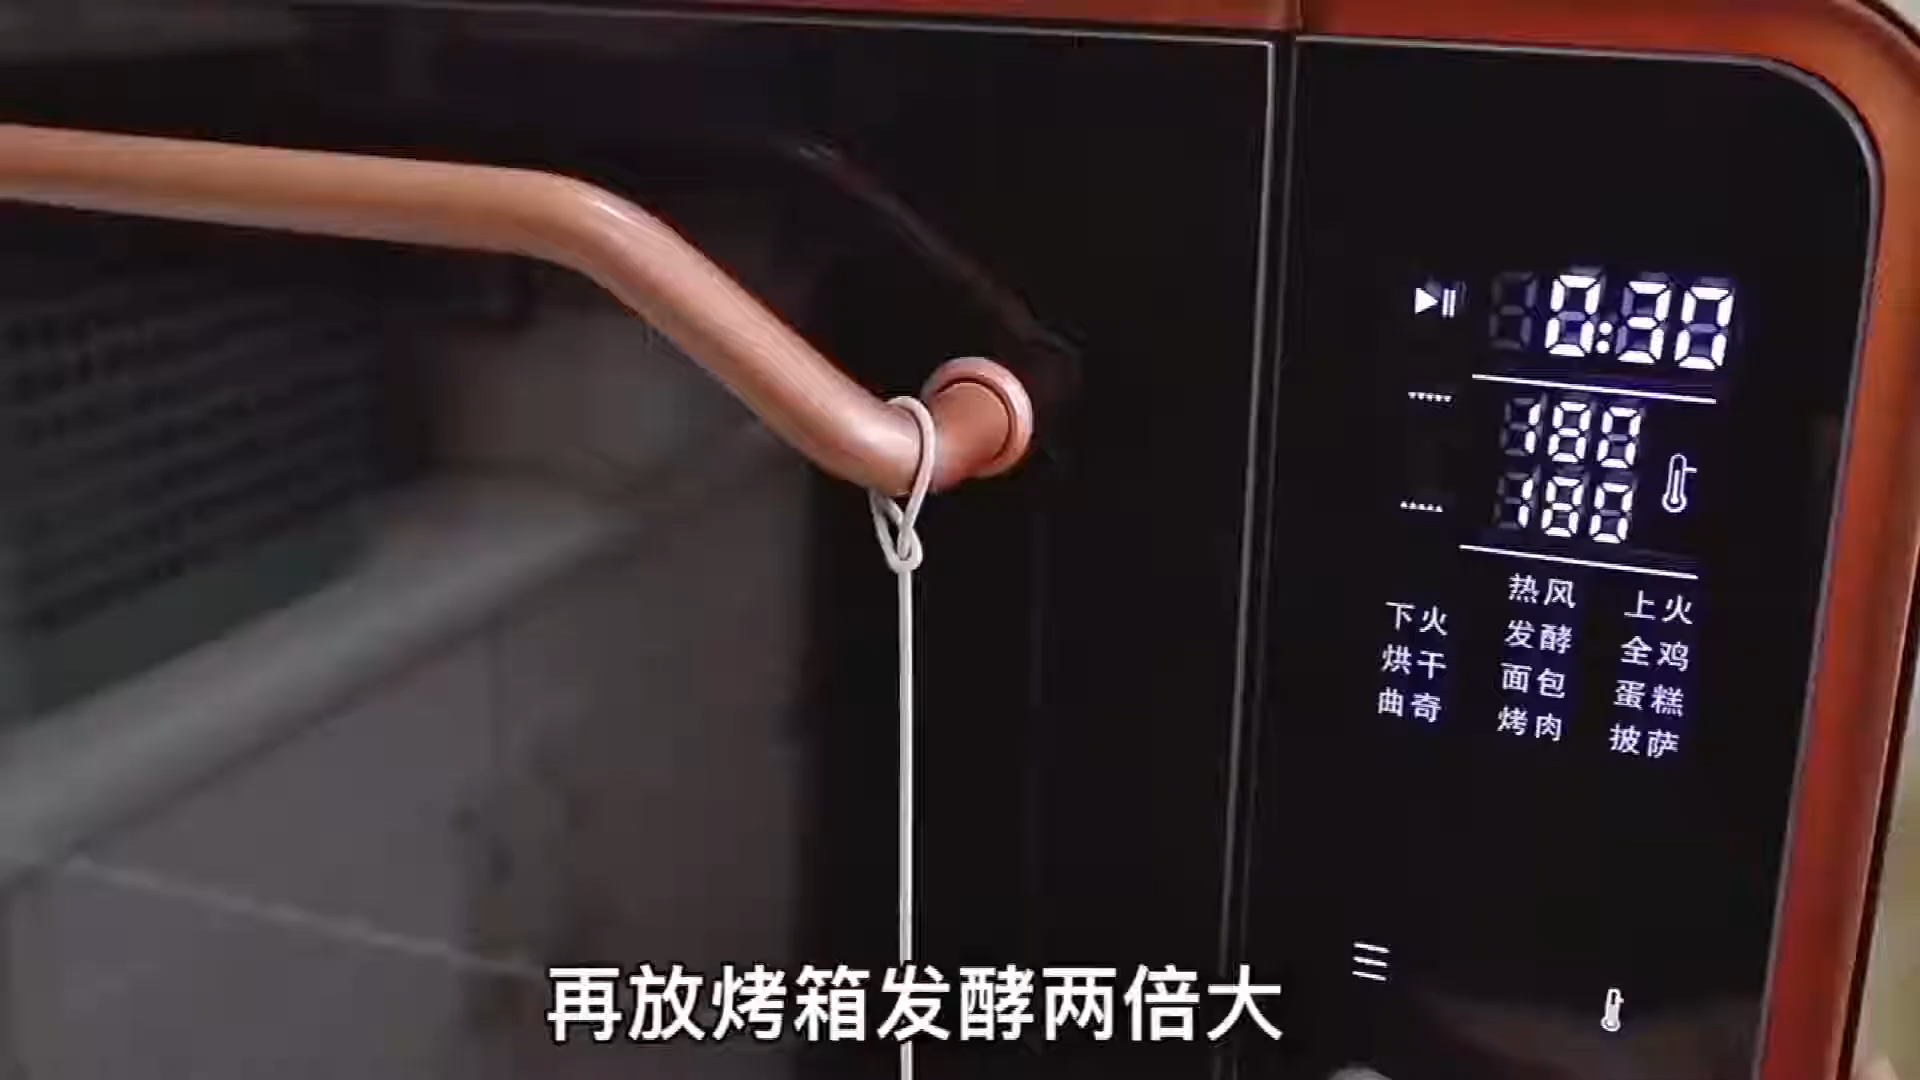 0:30
180
180
热风 上火
下火 发酵 全鸡
烘干 面包 蛋糕
曲奇 烤肉 披萨
再放烤箱发酵两倍大